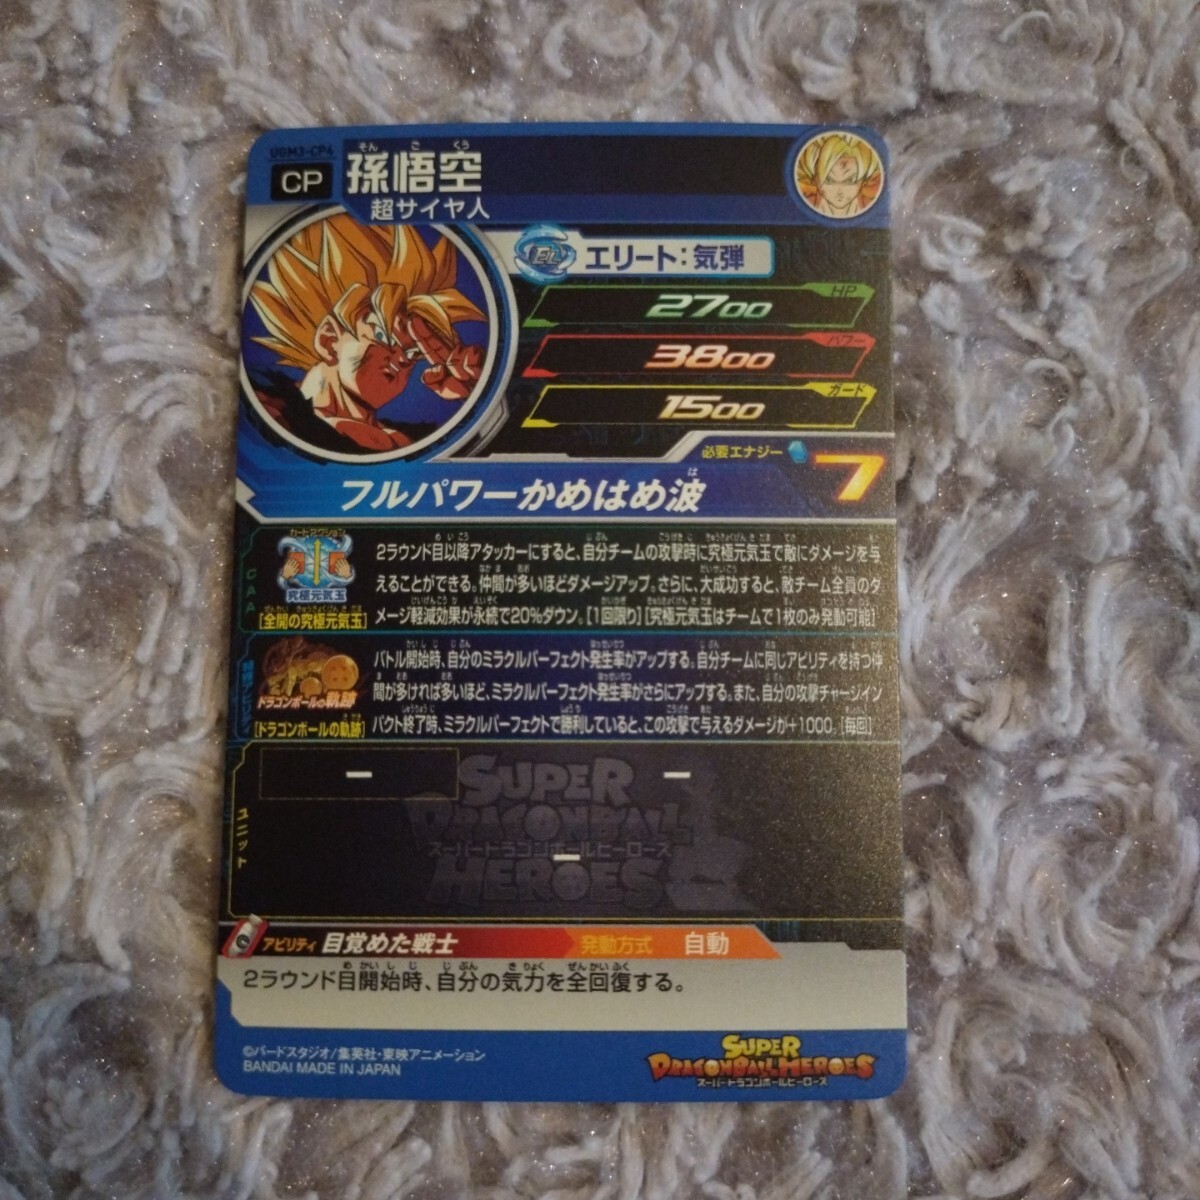 UGM3-CP4
CP
そん ご くう
孫悟空
超サイヤ人
EL
エリート:気弾
HP
2700
パワー
3800
ガード
1500
必要エナジー
7
は
フルパワーかめはめ波
カードアクション
究極元気玉
CAA
[全開の究極元気玉]
2ラウンド目以降アタッカーにすると、自分チームの攻撃時に究極元気玉で敵にダメージを与
えることができる。仲間が多いほどダメージアップ。さらに、大成功すると、敵チーム全員のダ
メージ軽減効果が永続で20%ダウン。[1回限り][究極元気玉はチームで1枚のみ発動可能]
ドラゴンボールの軌跡
[ドラゴンボールの軌跡]
バトル開始時、自分のミラクルパーフェクト発生率がアップする。自分チームに同じアビリティを持つ仲
間が多ければ多いほど、ミラクルパーフェクト発生率がさらにアップする。また、自分の攻撃チャージイン
パクト終了時、ミラクルパーフェクトで勝利していると、この攻撃で与えるダメージが+1000。[毎回]
ユニット
ー
ー
ー
SUPER
DRAGONBALL
スーパードラゴンボールヒーローズ
HEROES
アビリティ 目覚めた戦士 発動方式 自動
2ラウンド目開始時、自分の気力を全回復する。
©バードスタジオ/集英社・東映アニメーション
BANDAI MADE IN JAPAN
SUPER
DRAGONBALL HEROES
スーパードラゴンボールヒーローズ